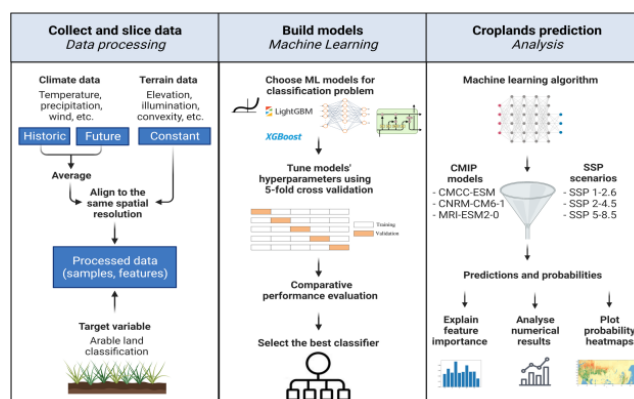 Collect and slice data
Data processing
Climate data
Temperature,
precipitation,
wind, etc.
Terrain data
Elevation,
illumination,
convexity, etc.
Historic
Future
Constant
Average
Align to the
same spatial
resolution
Processed data
(samples, features)
Target variable
Arable land
classification
Build models
Machine Learning
Choose ML models for
classification problem
LightGBM
XGBoost
Tune models'
hyperparameters using
5-fold cross validation
Training
Validation
Comparative
performance evaluation
Select the best classifier
Croplands prediction
Analysis
Machine learning algorithm
CMIP
models
- CMCC-ESM
- CNRM-CM6-1
- MRI-ESM2-0
SSP
scenarios
- SSP 1-2.6
- SSP 2-4.5
- SSP 5-8.5
Predictions and probabilities
Explain
feature
importance
Analyse
numerical
results
Plot
probability
heatmaps